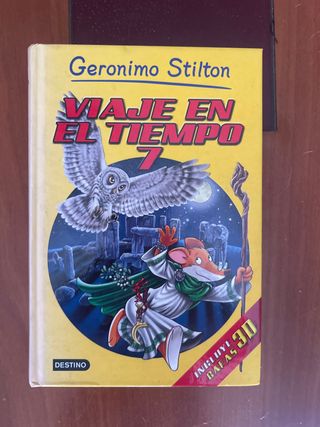 Geronimo Stilton
VIAJE EN
EL TIEMPO
7
INCLUYE
GAFAS 3D
DESTINO